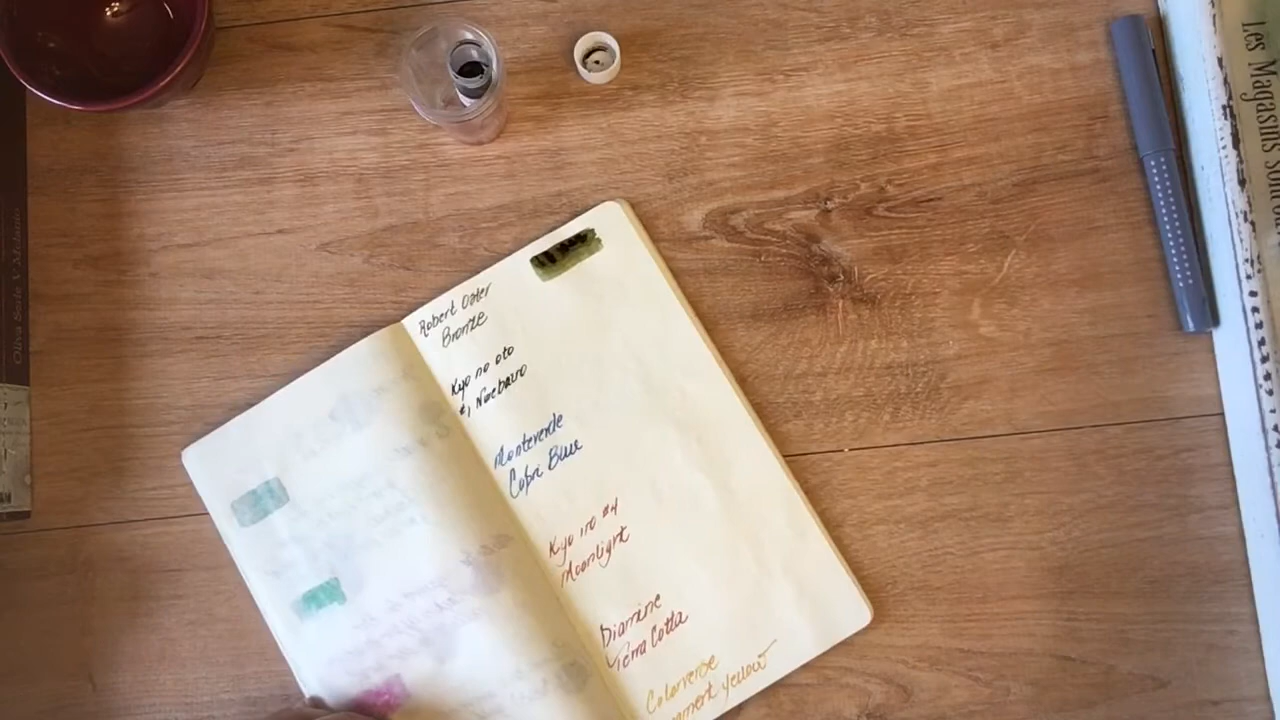 Robert Oster
Bronze
Kyo no oto
#1 Nurebairo
Monteverde
Capri Blue
Kyo iro #4
Moonlight
Diamine
Terra Cotta
Colorverse
yellow
Les Magasins